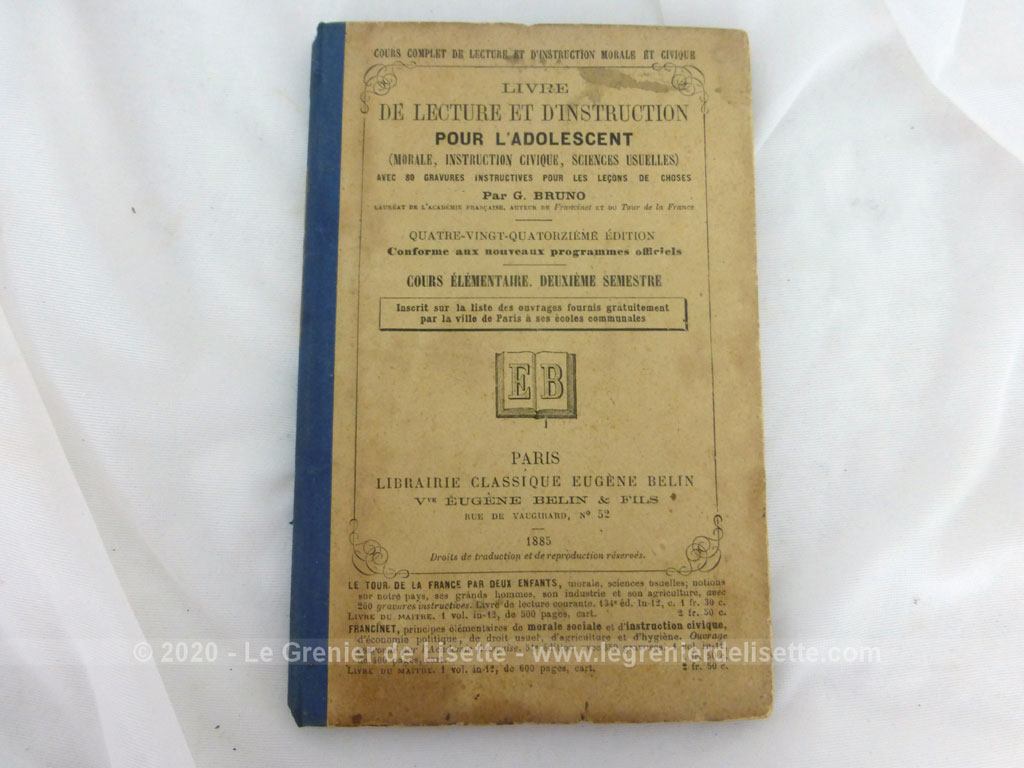 COURS COMPLET DE LECTURE ET D'INSTRUCTION MORALE ET CIVIQUE
LIVRE
DE LECTURE ET D'INSTRUCTION
POUR L'ADOLESCENT
(MORALE, INSTRUCTION CIVIQUE, SCIENCES USUELLES)
AVEC 80 GRAVURES INSTRUCTIVES POUR LES LEÇONS DE CHOSES
Par G. BRUNO
LAURÉAT DE L'ACADÉMIE FRANÇAISE, AUTEUR DE Francinet ET DU Tour de la France
QUATRE-VINGT-QUATORZIÈME ÉDITION
Conforme aux nouveaux programmes officiels
COURS ÉLÉMENTAIRE. DEUXIÈME SEMESTRE
Inscrit sur la liste des ouvrages fournis gratuitement
par la ville de Paris à ses écoles communales
EB
PARIS
LIBRAIRIE CLASSIQUE EUGÈNE BELIN
Vve EUGÈNE BELIN & FILS
RUE DE VAUGIRARD, No 52
1885
Droits de traduction et de reproduction réservés.
LE TOUR DE LA FRANCE PAR DEUX ENFANTS, morale, sciences usuelles; notions
sur notre pays, ses grands hommes, son industrie et son agriculture, avec
200 gravures instructives. Livre de lecture courante. 134e éd. In-12, c. 1 fr. 30 c.
LIVRE DU MAITRE. 1 vol. in-12, de 500 pages, cart. 2 fr. 50 c.
FRANCINET, principes élémentaires de morale sociale et d'instruction civique,
d'économie politique, de droit usuel, d'agriculture et d'hygiène. Ouvrage
LIVRE DU MAITRE. 1 vol. in-12, de 600 pages, cart. 2 fr. 50 c.
© 2020 - Le Grenier de Lisette - www.legrenierdelisette.com